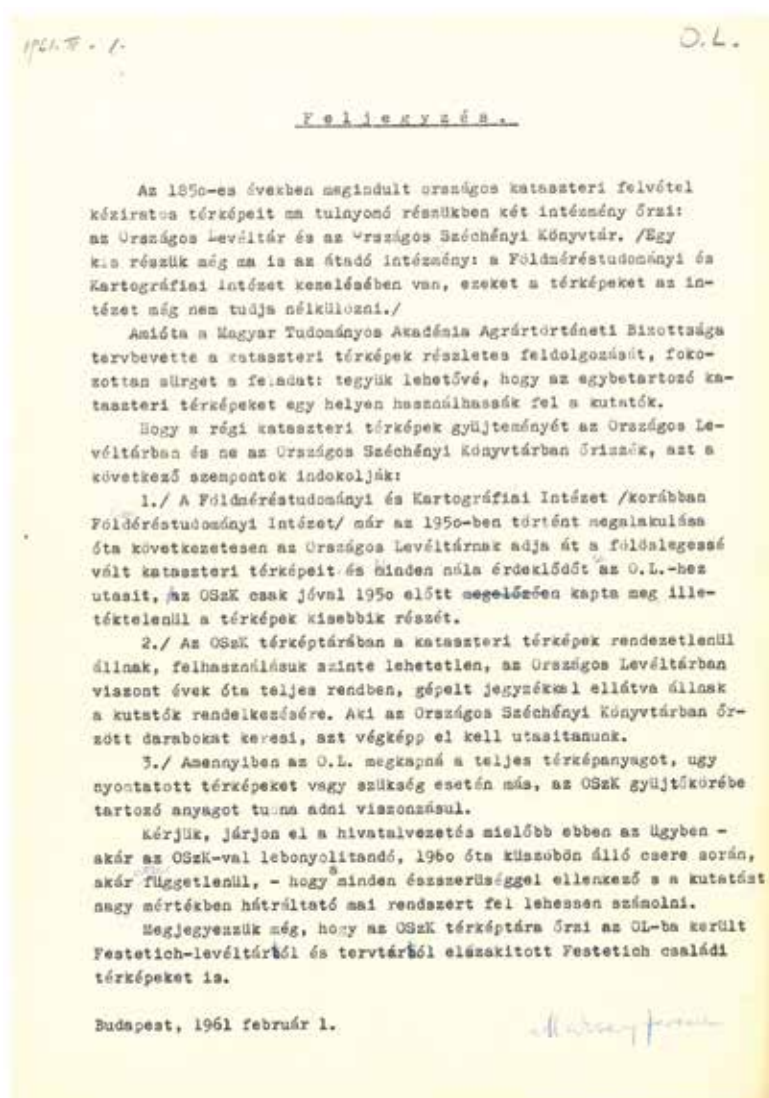 1961. II. 1.
O.L.
Feljegyzés.
Az 185o-es években megindult országos kataszteri felvétel
kéziratos térképeit ma tulnyomó részükben két intézmény őrzi:
az Országos Levéltár és az Országos Széchényi Könyvtár. /Egy
kis részük még ma is az átadó intézmény: a Földméréstudományi és
Kartográfiai Intézet kezelésében van, ezeket a térképeket az in-
tézet még nem tudja nélkülözni./
Amióta a Magyar Tudományos Akadémia Agrártörténeti Bizottsága
tervbevette a kataszteri térképek részletes feldolgozását, foko-
zottan sürget a feladat: tegyük lehetővé, hogy az egybetartozó ka-
taszteri térképeket egy helyen használhassák fel a kutatók.
Hogy a régi kataszteri térképek gyüjteményét az Országos Le-
véltárban és ne az Országos Széchényi Könyvtárban őrizzék, azt a
következő szempontok indokolják:
1./ A Földméréstudományi és Kartográfiai Intézet /korábban
Földéréstudományi Intézet/ már az 195o-ben történt megalakulása
óta következetesen az Országos Levéltárnak adja át a fölöslegessé
vált kataszteri térképeit és minden nála érdeklődőt az O.L.-hez
utasit, az OSzK csak jóval 195o előtt megelőzően kapta meg ille-
téktelenül a térképek kisebbik részét.
2./ Az OSzK térképtárában a kataszteri térképek rendezetlenül
állnak, felhasználásuk szinte lehetetlen, az Országos Levéltárban
viszont évek óta teljes rendben, gépelt jegyzékkel ellátva állnak
a kutatók rendelkezésére. Aki az Országos Széchényi Könyvtárban őr-
zött darabokat keresi, azt végképp el kell utasitanunk.
3./ Amennyiben az O.L. megkapná a teljes térképanyagot, ugy
nyomtatott térképeket vagy szükség esetén más, az OSzK gyüjtőkörébe
tartozó anyagot tudna adni viszonzásul.
Kérjük, járjon el a hivatalvezetés mielőbb ebben az ügyben -
akár az OSzK-val lebonyolitandó, 196o óta küszöbön álló csere során,
akár függetlenül, - hogy a minden észszerüséggel ellenkező s a kutatást
nagy mértékben hátráltató mai rendszert fel lehessen számolni.
Megjegyezzük még, hogy az OSzK térképtára őrzi az OL-ba került
Festetich-levéltártól és tervtártól elszakitott Festetich családi
térképeket is.
Budapest, 1961 február 1.